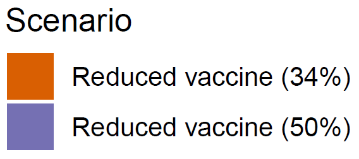 Scenario
Reduced vaccine (34%)
Reduced vaccine (50%)